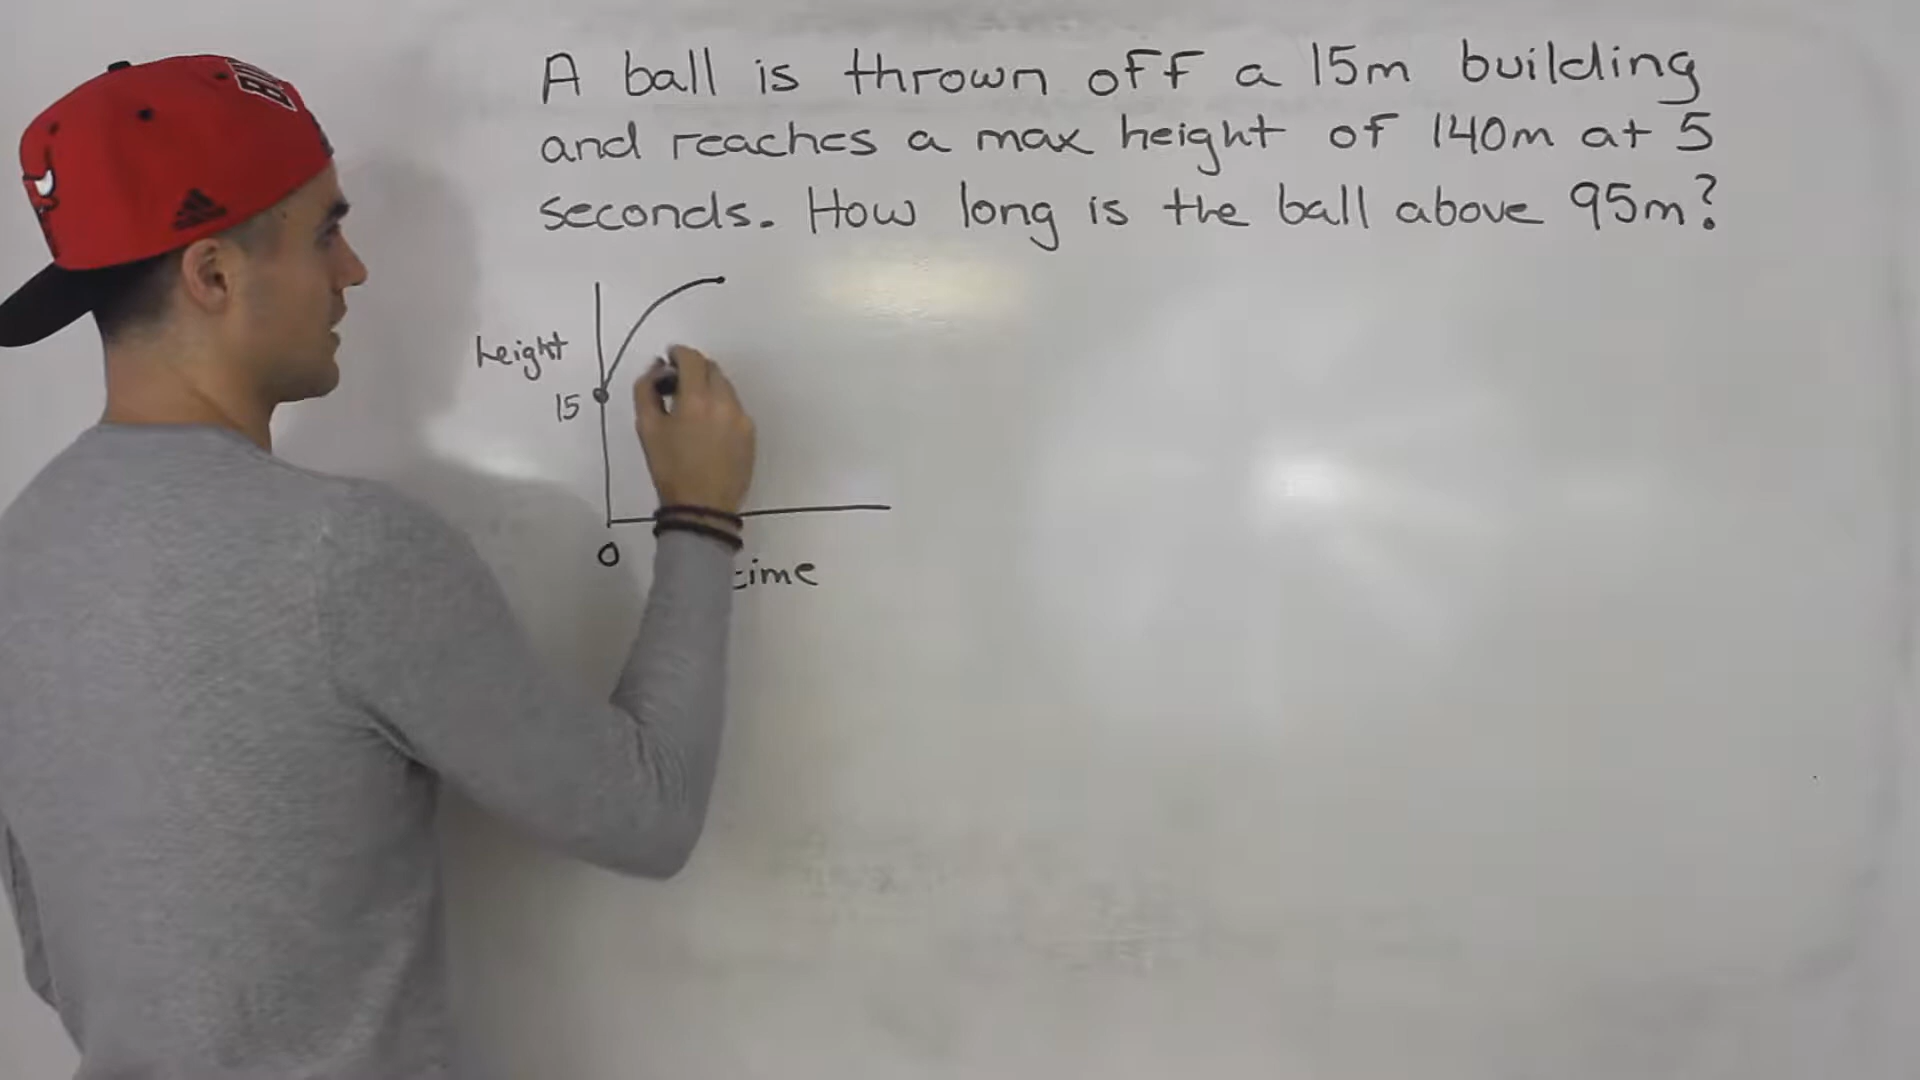 A ball is thrown off a 15m building
and reaches a max height of 140m at 5
seconds. How long is the ball above 95m?
height
15
0